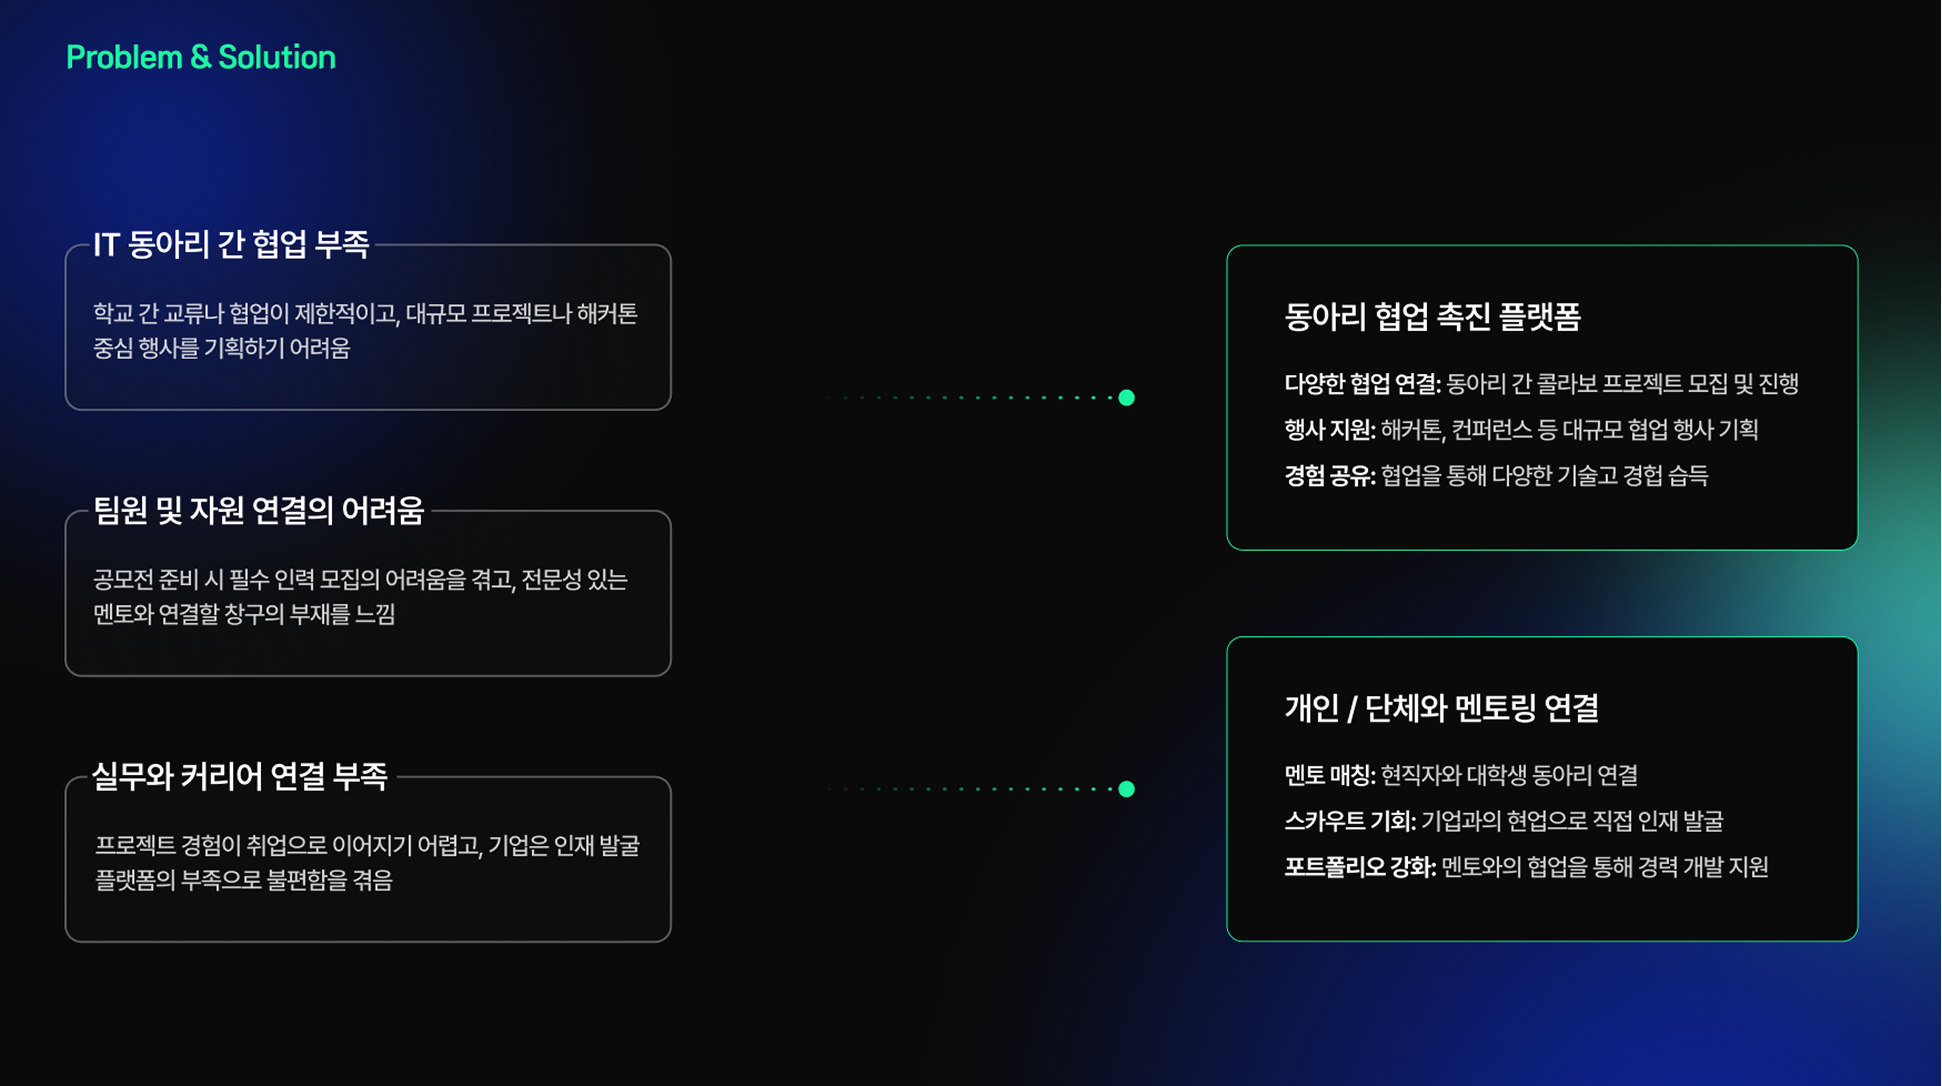 Problem & Solution
IT 동아리 간 협업 부족
학교 간 교류나 협업이 제한적이고, 대규모 프로젝트나 해커톤
중심 행사를 기획하기 어려움
팀원 및 자원 연결의 어려움
공모전 준비 시 필수 인력 모집의 어려움을 겪고, 전문성 있는
멘토와 연결할 창구의 부재를 느낌
실무와 커리어 연결 부족
프로젝트 경험이 취업으로 이어지기 어렵고, 기업은 인재 발굴
플랫폼의 부족으로 불편함을 겪음
동아리 협업 촉진 플랫폼
다양한 협업 연결: 동아리 간 콜라보 프로젝트 모집 및 진행
행사 지원: 해커톤, 컨퍼런스 등 대규모 협업 행사 기획
경험 공유: 협업을 통해 다양한 기술고 경헙 습득
개인 / 단체와 멘토링 연결
멘토 매칭: 현직자와 대학생 동아리 연결
스카우트 기회: 기업과의 현업으로 직접 인재 발굴
포트폴리오 강화: 멘토와의 협업을 통해 경력 개발 지원